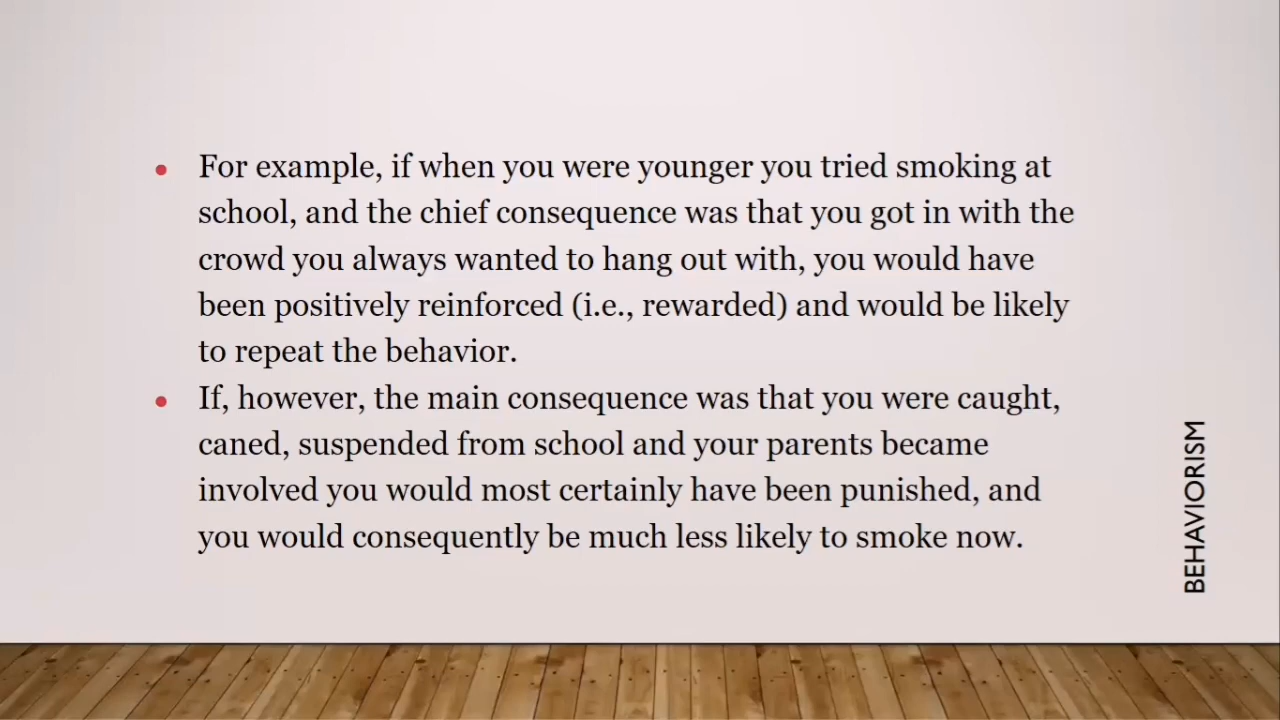 For example, if when you were younger you tried smoking at
school, and the chief consequence was that you got in with the
crowd you always wanted to hang out with, you would have
been positively reinforced (i.e., rewarded) and would be likely
to repeat the behavior.
If, however, the main consequence was that you were caught,
caned, suspended from school and your parents became
involved you would most certainly have been punished, and
you would consequently be much less likely to smoke now.
BEHAVIORISM